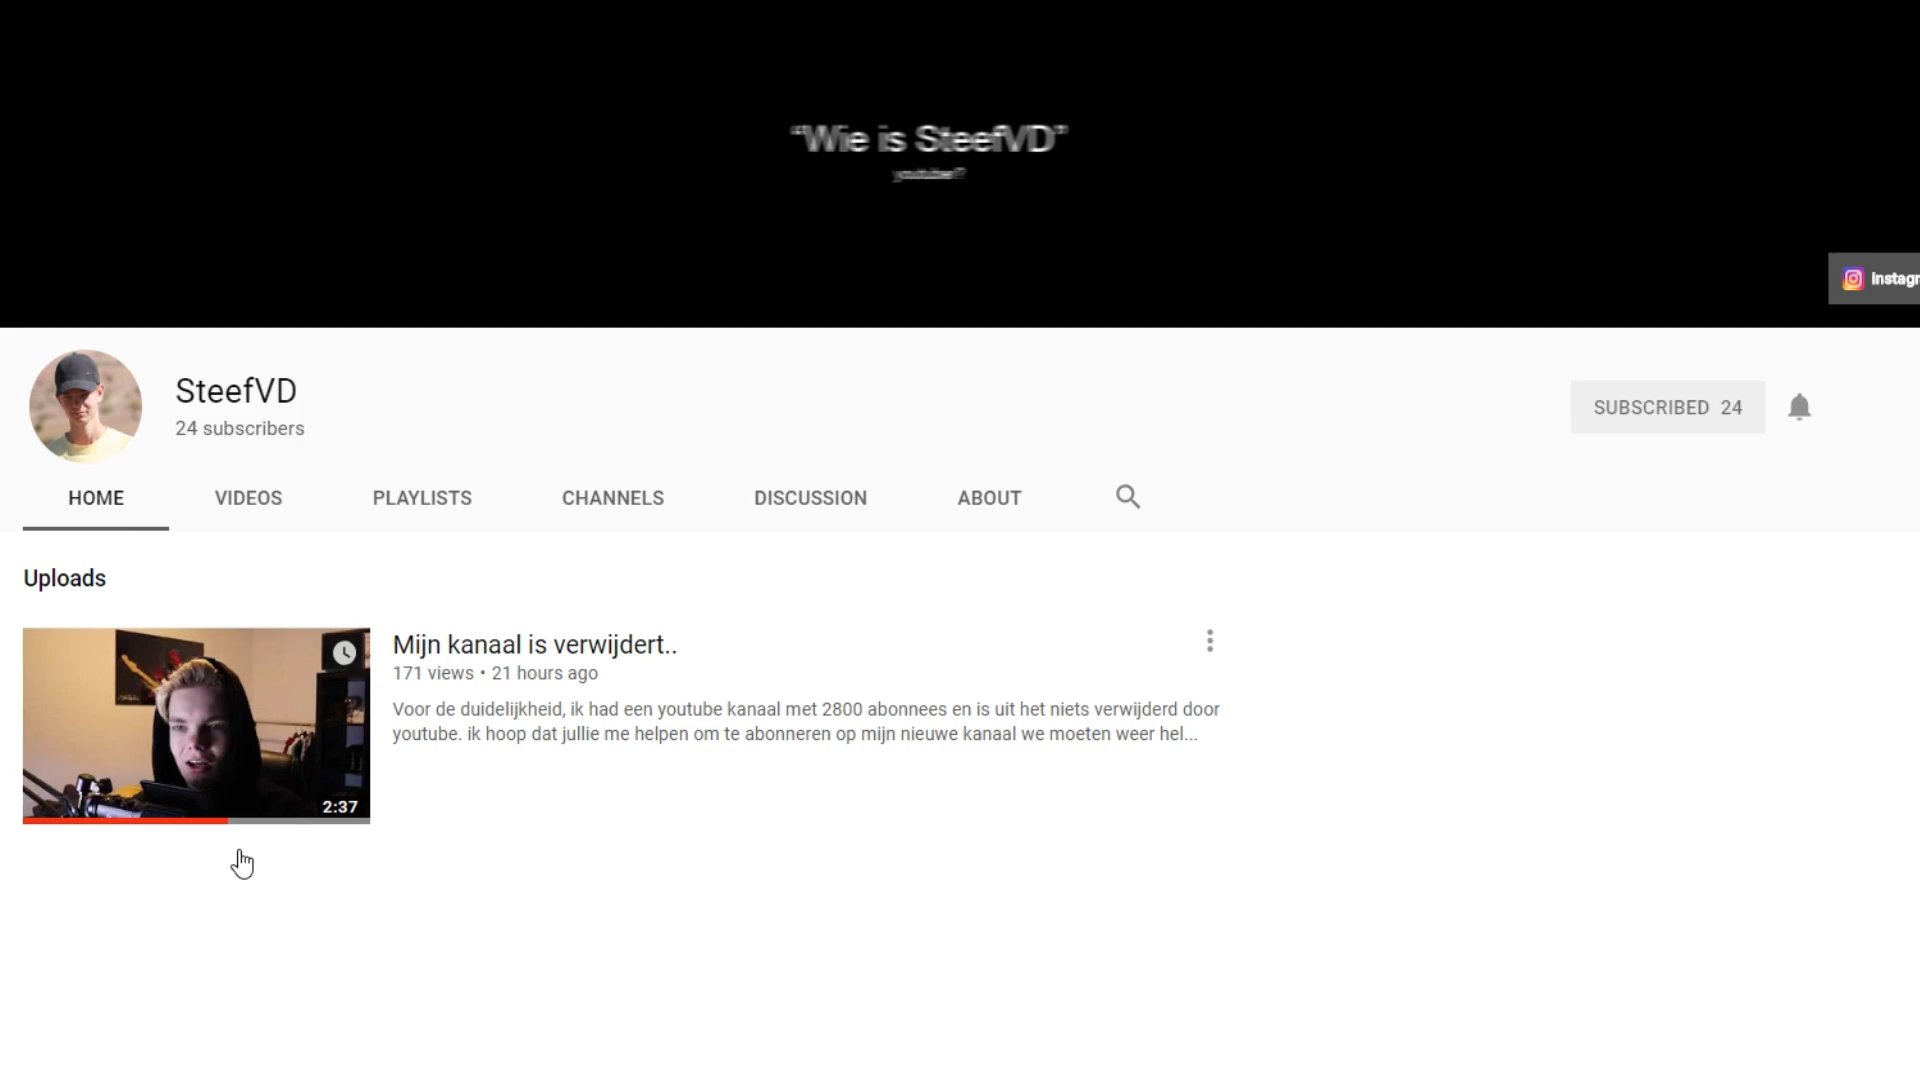 “Wie is SteefVD”
youtuber?
Instagr
SteefVD
24 subscribers
SUBSCRIBED 24
HOME
VIDEOS
PLAYLISTS
CHANNELS
DISCUSSION
ABOUT
Uploads
2:37
Mijn kanaal is verwijdert..
171 views • 21 hours ago
Voor de duidelijkheid, ik had een youtube kanaal met 2800 abonnees en is uit het niets verwijderd door
youtube. ik hoop dat jullie me helpen om te abonneren op mijn nieuwe kanaal we moeten weer hel...